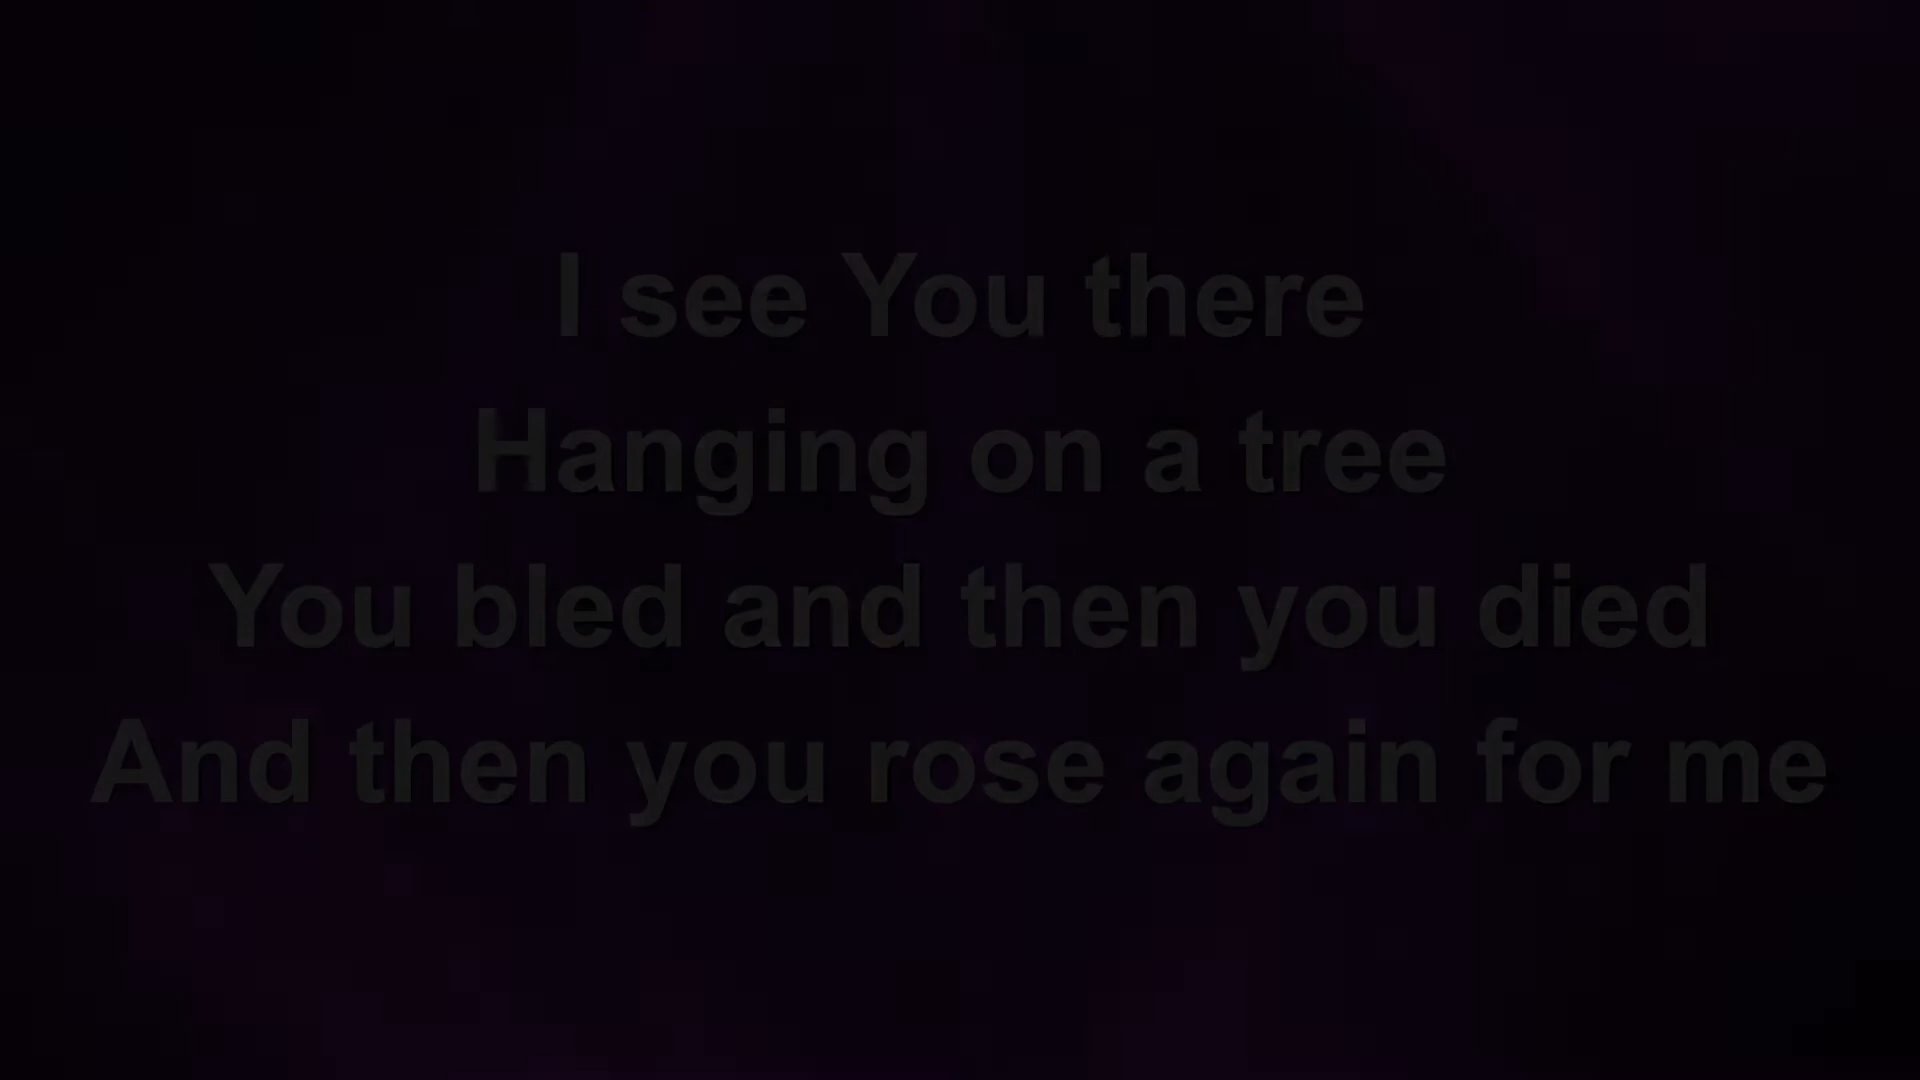 I see You there
Hanging on a tree
You bled and then you died
And then you rose again for me